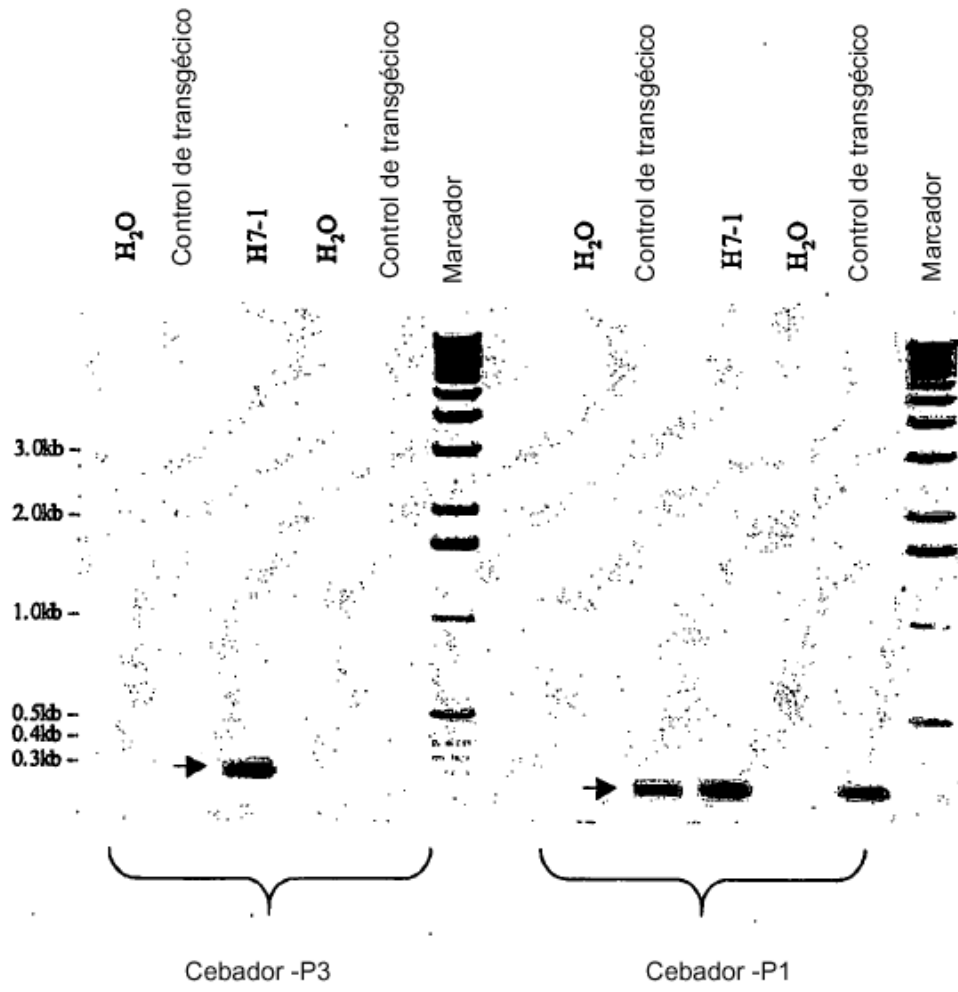 H₂O
Control de transgécico
H7-1
H₂O
Control de transgécico
Marcador
H₂O
Control de transgécico
H7-1
H₂O
Control de transgécico
Marcador
3.0kb
2.0kb
1.0kb
0.5kb
0.4kb
0.3kb
Cebador -P3
Cebador -P1